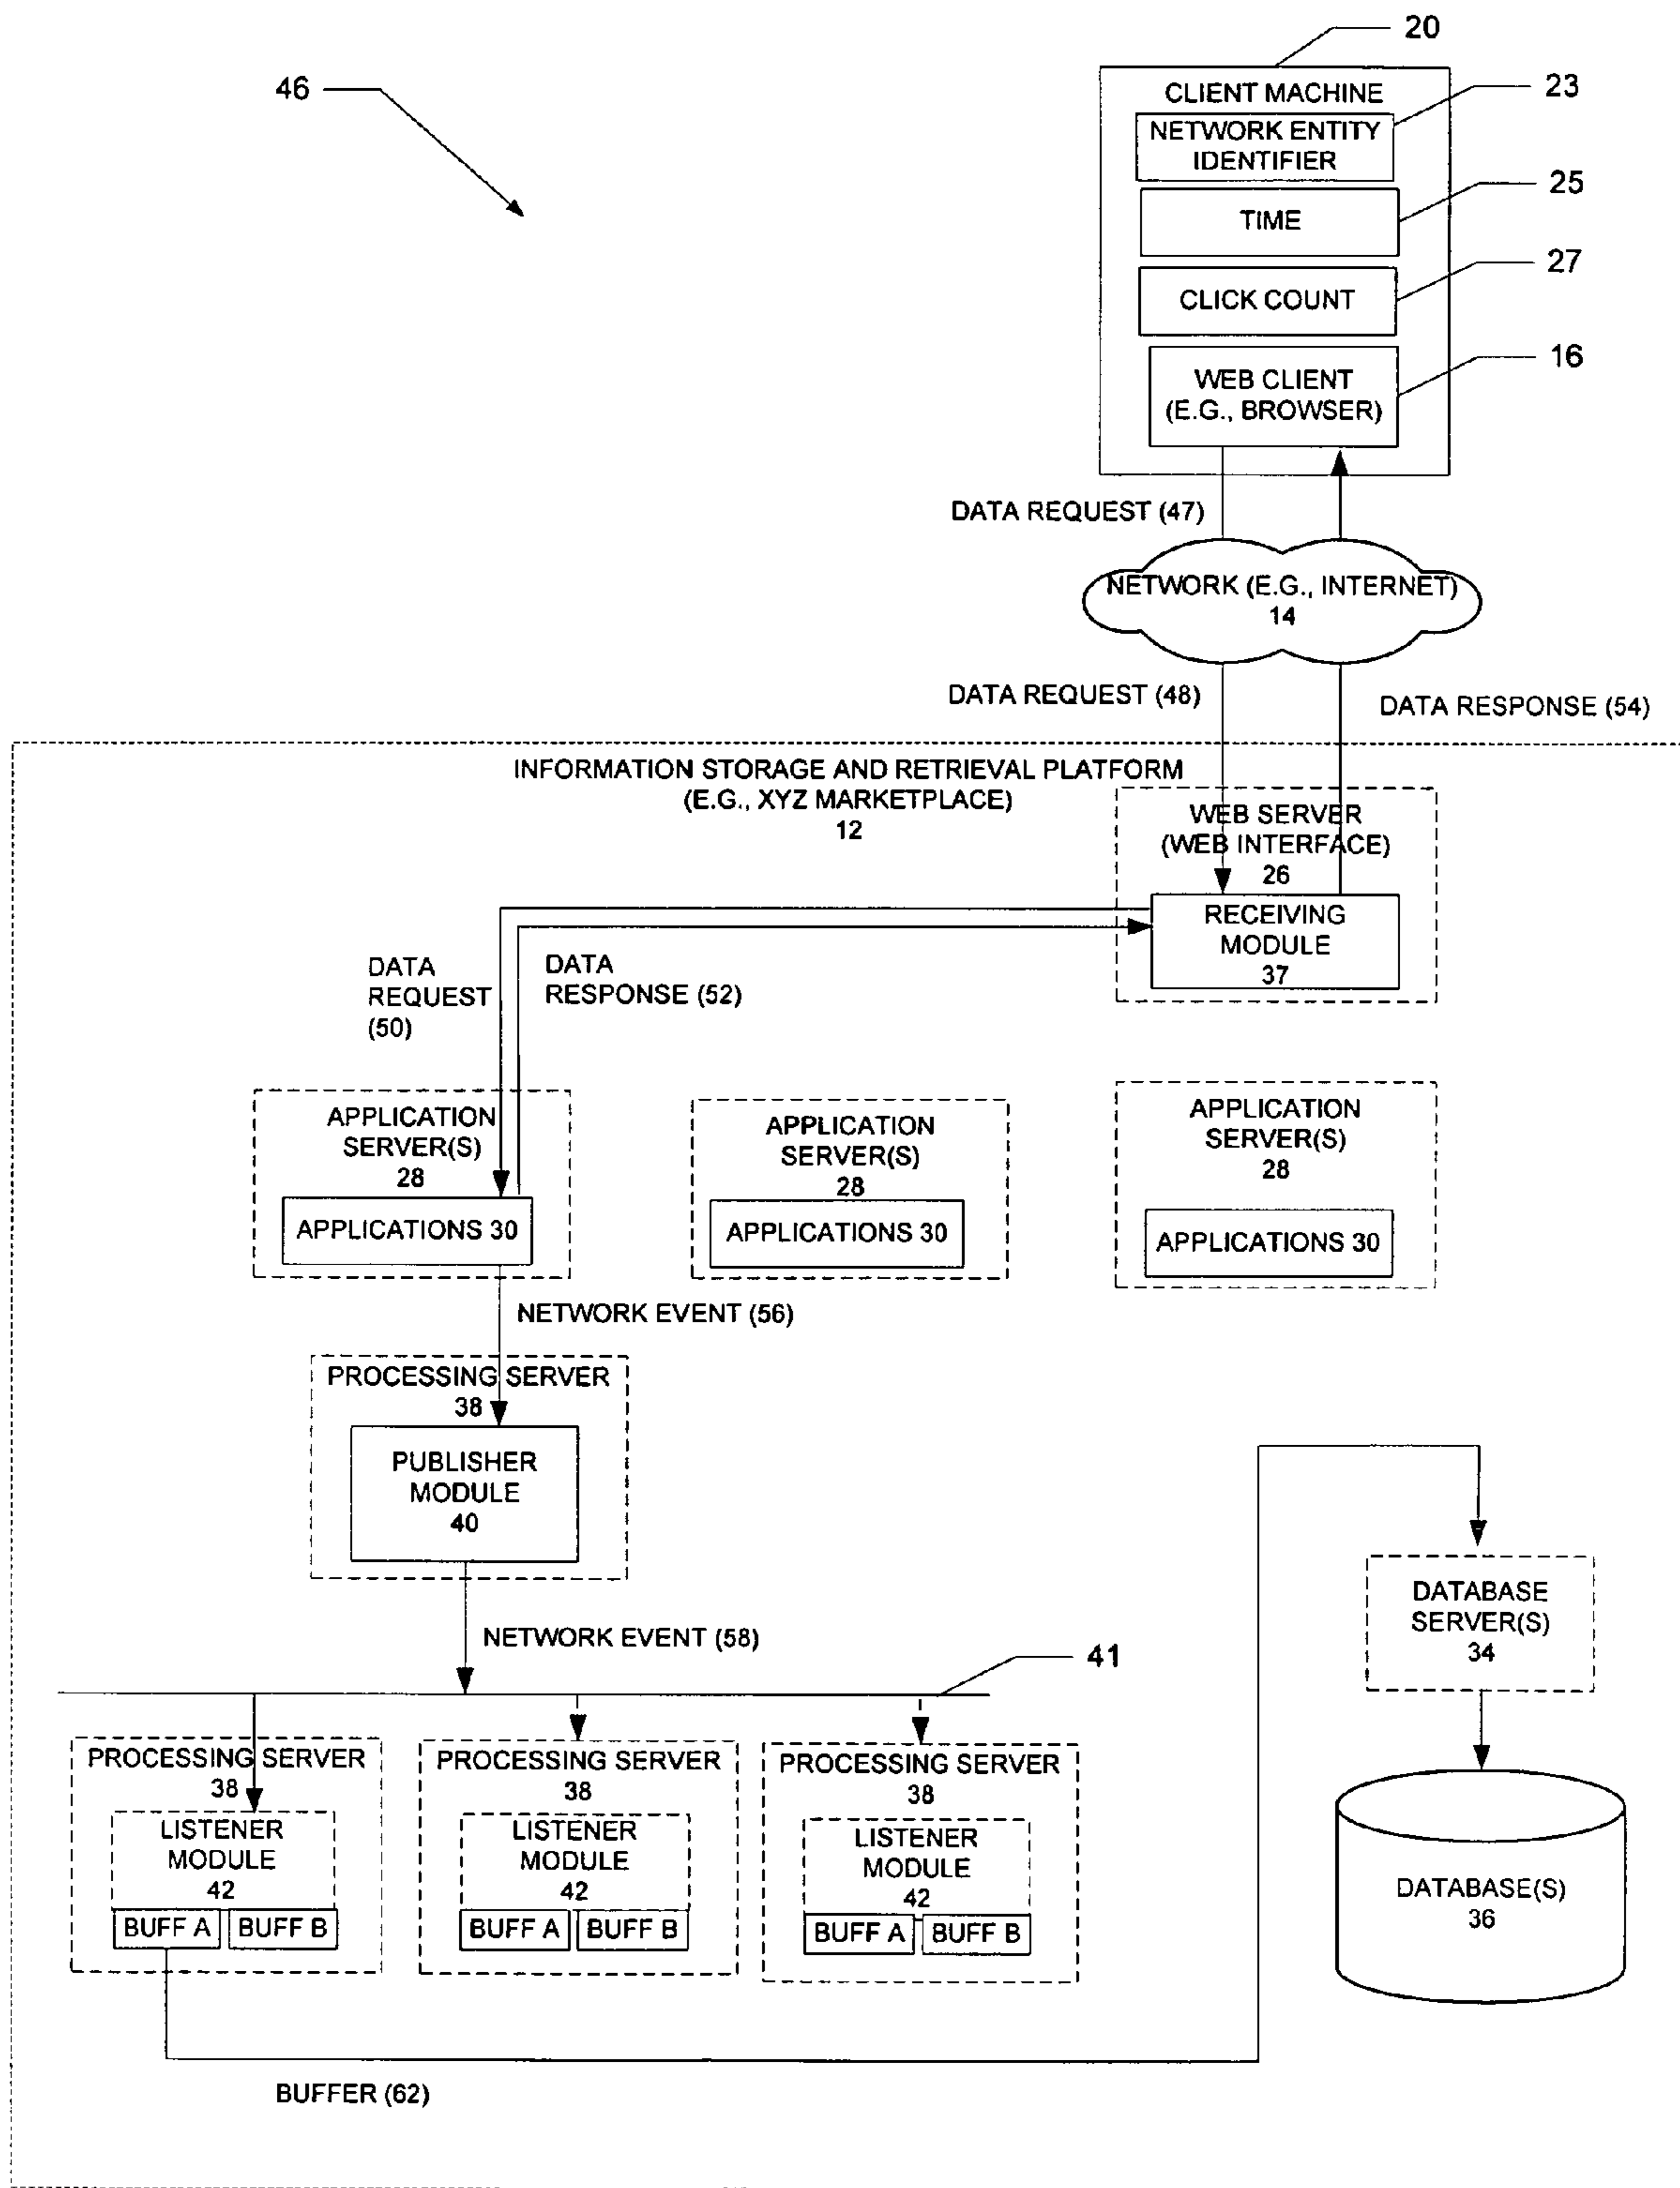 20
46
CLIENT MACHINE
23
NETWORK ENTITY
IDENTIFIER
25
TIME
27
CLICK COUNT
16
WEB CLIENT
(E.G., BROWSER)
DATA REQUEST (47)
NETWORK (E.G., INTERNET)
14
DATA REQUEST (48)
DATA RESPONSE (54)
INFORMATION STORAGE AND RETRIEVAL PLATFORM
(E.G., XYZ MARKETPLACE)
12
WEB SERVER
(WEB INTERFACE)
26
RECEIVING
MODULE
37
DATA
REQUEST
(50)
DATA
RESPONSE (52)
APPLICATION
SERVER(S)
28
APPLICATIONS 30
APPLICATION
SERVER(S)
28
APPLICATIONS 30
APPLICATION
SERVER(S)
28
APPLICATIONS 30
NETWORK EVENT (56)
PROCESSING SERVER
38
PUBLISHER
MODULE
40
NETWORK EVENT (58)
41
DATABASE
SERVER(S)
34
PROCESSING SERVER
38
LISTENER
MODULE
42
BUFF A
BUFF B
PROCESSING SERVER
38
LISTENER
MODULE
42
BUFF A
BUFF B
PROCESSING SERVER
38
LISTENER
MODULE
42
BUFF A
BUFF B
DATABASE(S)
36
BUFFER (62)